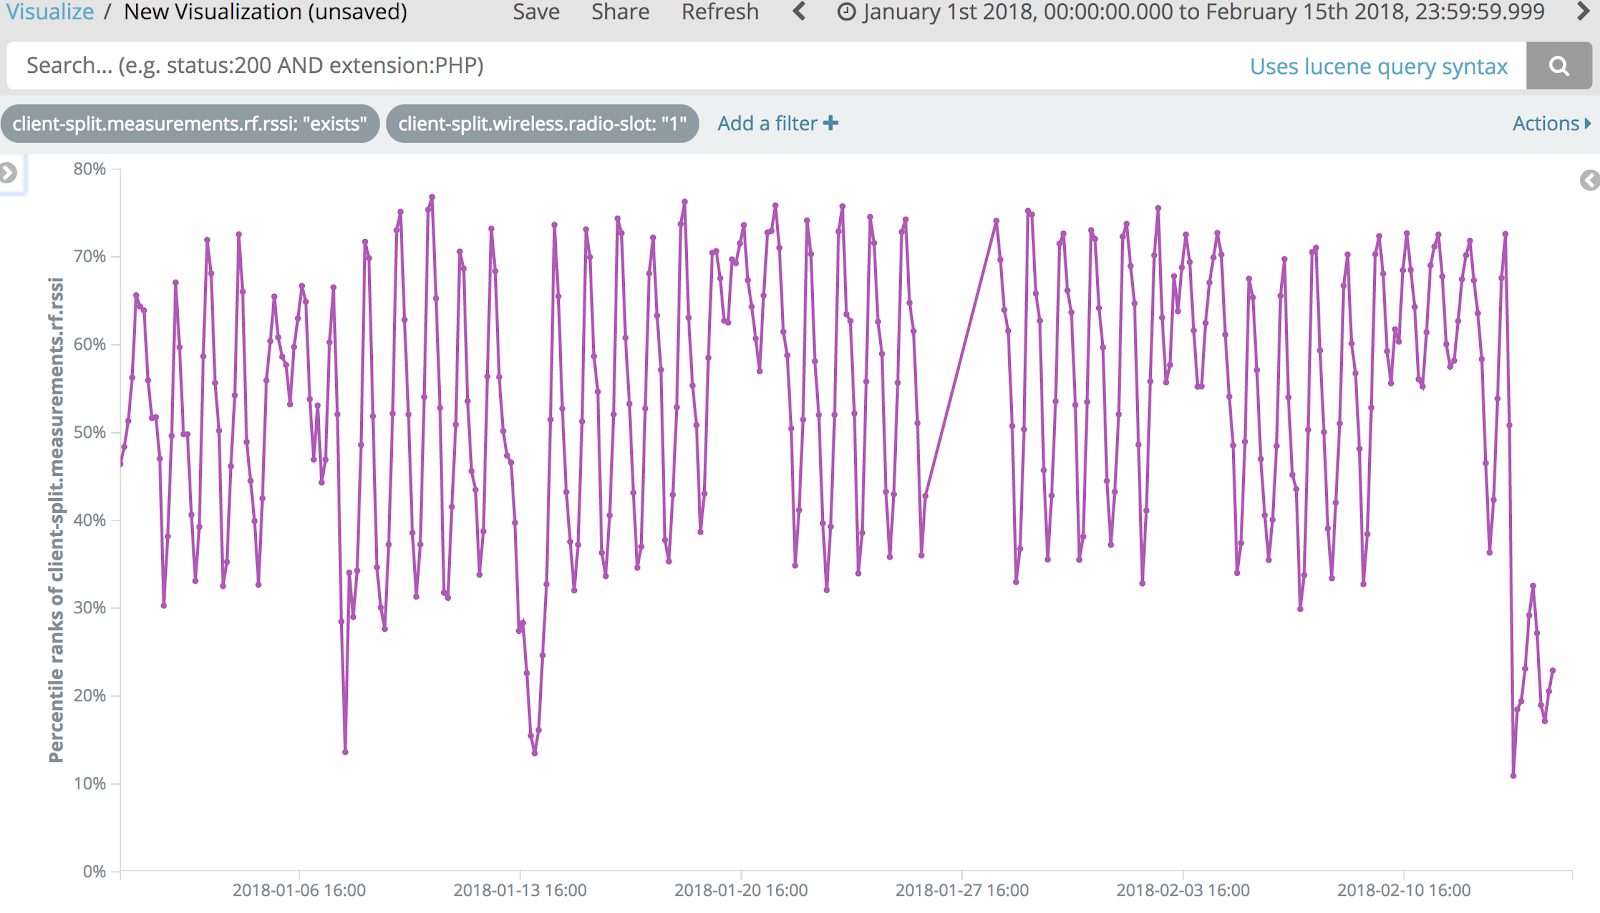 Visualize / New Visualization (unsaved) Save Share Refresh January 1st 2018, 00:00:00.000 to February 15th 2018, 23:59:59.999
Search... (e.g. status:200 AND extension:PHP) Uses lucene query syntax
client-split.measurements.rf.rssi: "exists" client-split.wireless.radio-slot: "1" Add a filter Actions
Percentile ranks of client-split.measurements.rf.rssi
80%
70%
60%
50%
40%
30%
20%
10%
0%
2018-01-06 16:00 2018-01-13 16:00 2018-01-20 16:00 2018-01-27 16:00 2018-02-03 16:00 2018-02-10 16:00